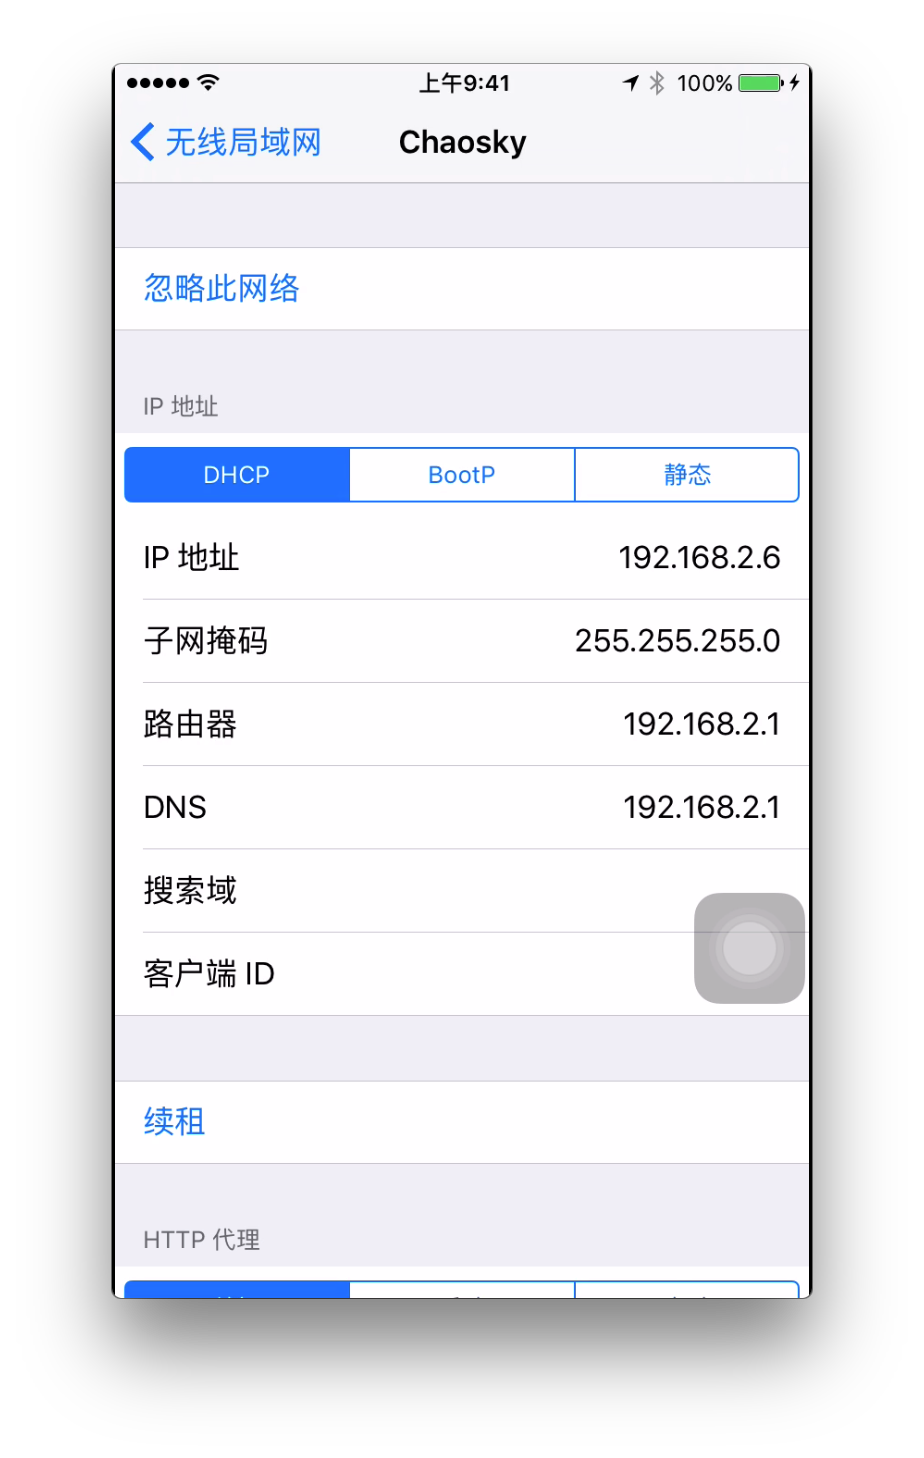 上午9:41
100%
无线局域网
Chaosky
忽略此网络
IP 地址
DHCP
BootP
静态
IP 地址 192.168.2.6
子网掩码 255.255.255.0
路由器 192.168.2.1
DNS 192.168.2.1
搜索域
客户端 ID
续租
HTTP 代理